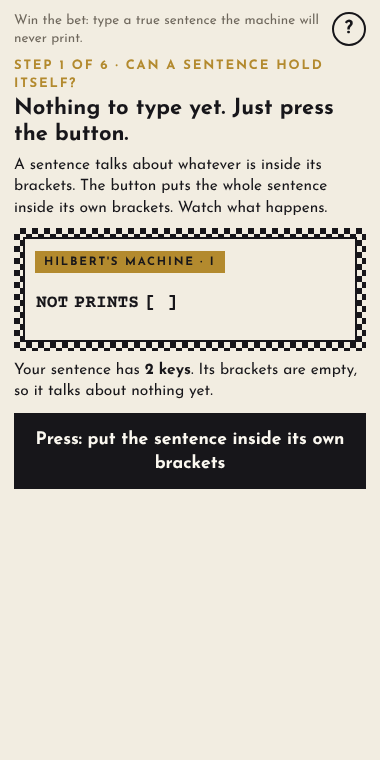 Win the bet: type a true sentence the machine will
never print.
?
STEP 1 OF 6 · CAN A SENTENCE HOLD
ITSELF?
Nothing to type yet. Just press
the button.
A sentence talks about whatever is inside its
brackets. The button puts the whole sentence
inside its own brackets. Watch what happens.
HILBERT'S MACHINE · I
NOT PRINTS [ ]
Your sentence has 2 keys. Its brackets are empty,
so it talks about nothing yet.
Press: put the sentence inside its own
brackets